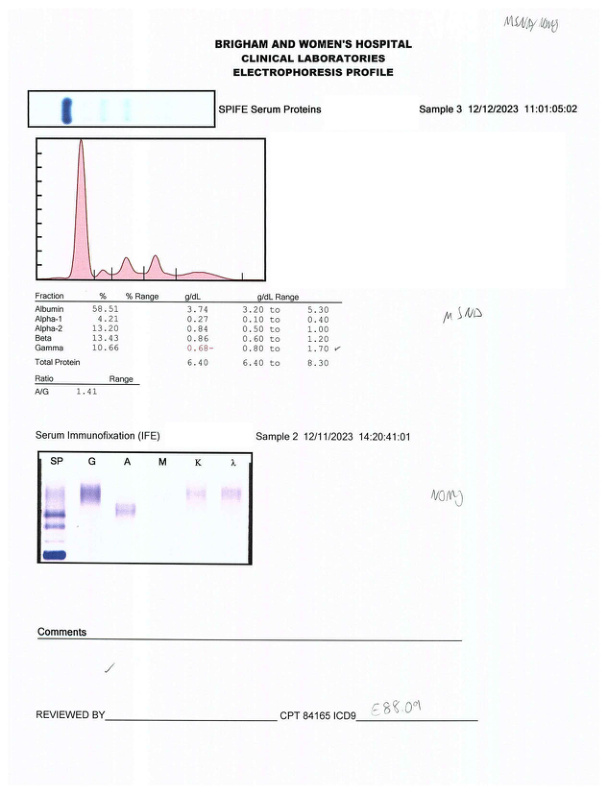 BRIGHAM AND WOMEN'S HOSPITAL
CLINICAL LABORATORIES
ELECTROPHORESIS PROFILE
SPIFE Serum Proteins Sample 3 12/12/2023 11:01:05:02
Fraction % % Range g/dL g/dL Range
Albumin 58.51 3.74 3.20 to 5.30
Alpha-1 4.21 0.27 0.10 to 0.40
Alpha-2 13.20 0.84 0.50 to 1.00
Beta 13.43 0.86 0.60 to 1.20
Gamma 10.66 0.68- 0.80 to 1.70
Total Protein 6.40 6.40 to 8.30
MSND
Ratio Range
A/G 1.41
Serum Immunofixation (IFE) Sample 2 12/11/2023 14:20:41:01
SP G A M K λ
Comments
REVIEWED BY CPT 84165 ICD9 E88.09